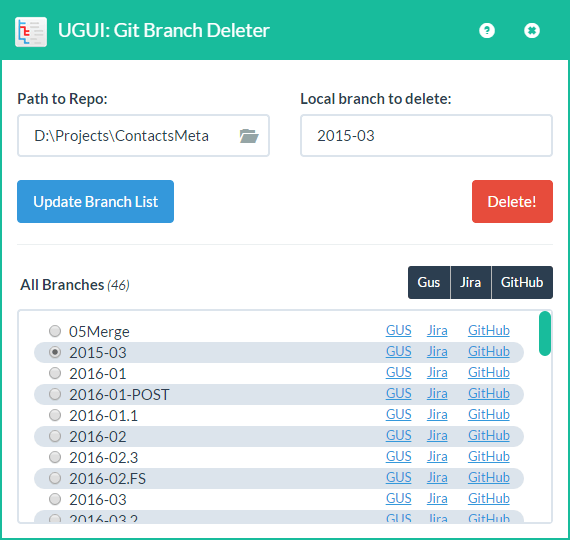 UGUI: Git Branch Deleter
Path to Repo: Local branch to delete:
D:\Projects\ContactsMeta 2015-03
Update Branch List Delete!
All Branches (46) Gus Jira GitHub
05Merge GUS Jira GitHub
2015-03 GUS Jira GitHub
2016-01 GUS Jira GitHub
2016-01-POST GUS Jira GitHub
2016-01.1 GUS Jira GitHub
2016-02 GUS Jira GitHub
2016-02.3 GUS Jira GitHub
2016-02.FS GUS Jira GitHub
2016-03 GUS Jira GitHub
2016-03.2 GUS Jira GitHub